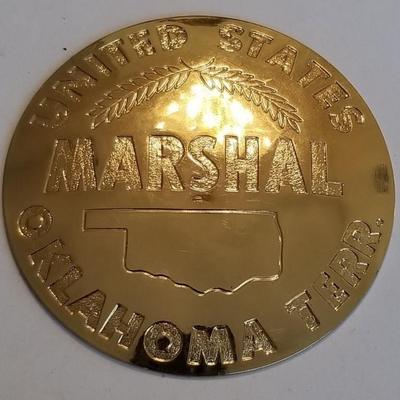 UNITED STATES
MARSHAL
OKLAHOMA TERR.